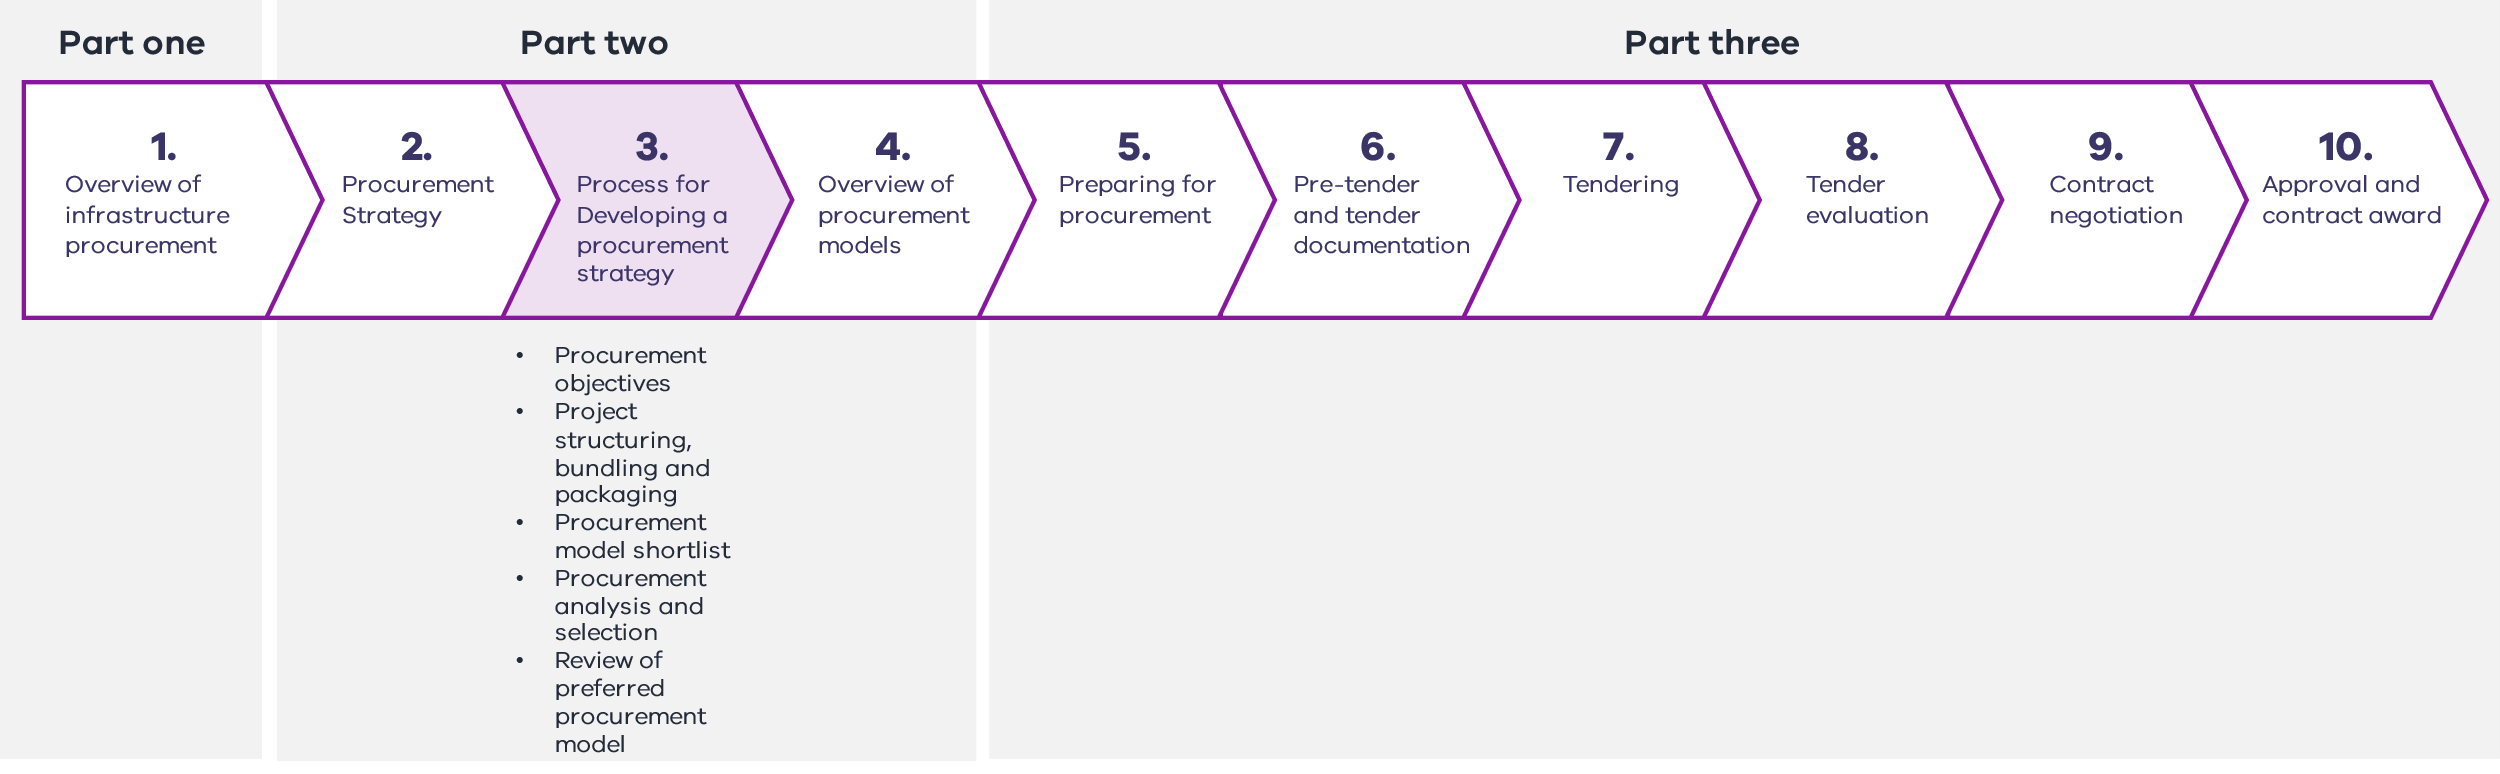 Part one
Part two
Part three
1.
Overview of
infrastructure
procurement
2.
Procurement
Strategy
3.
Process for
Developing a
procurement
strategy
4.
Overview of
procurement
models
5.
Preparing for
procurement
6.
Pre-tender
and tender
documentation
7.
Tendering
8.
Tender
evaluation
9.
Contract
negotiation
10.
Approval and
contract award
• Procurement
objectives
• Project
structuring,
bundling and
packaging
• Procurement
model shortlist
• Procurement
analysis and
selection
• Review of
preferred
procurement
model